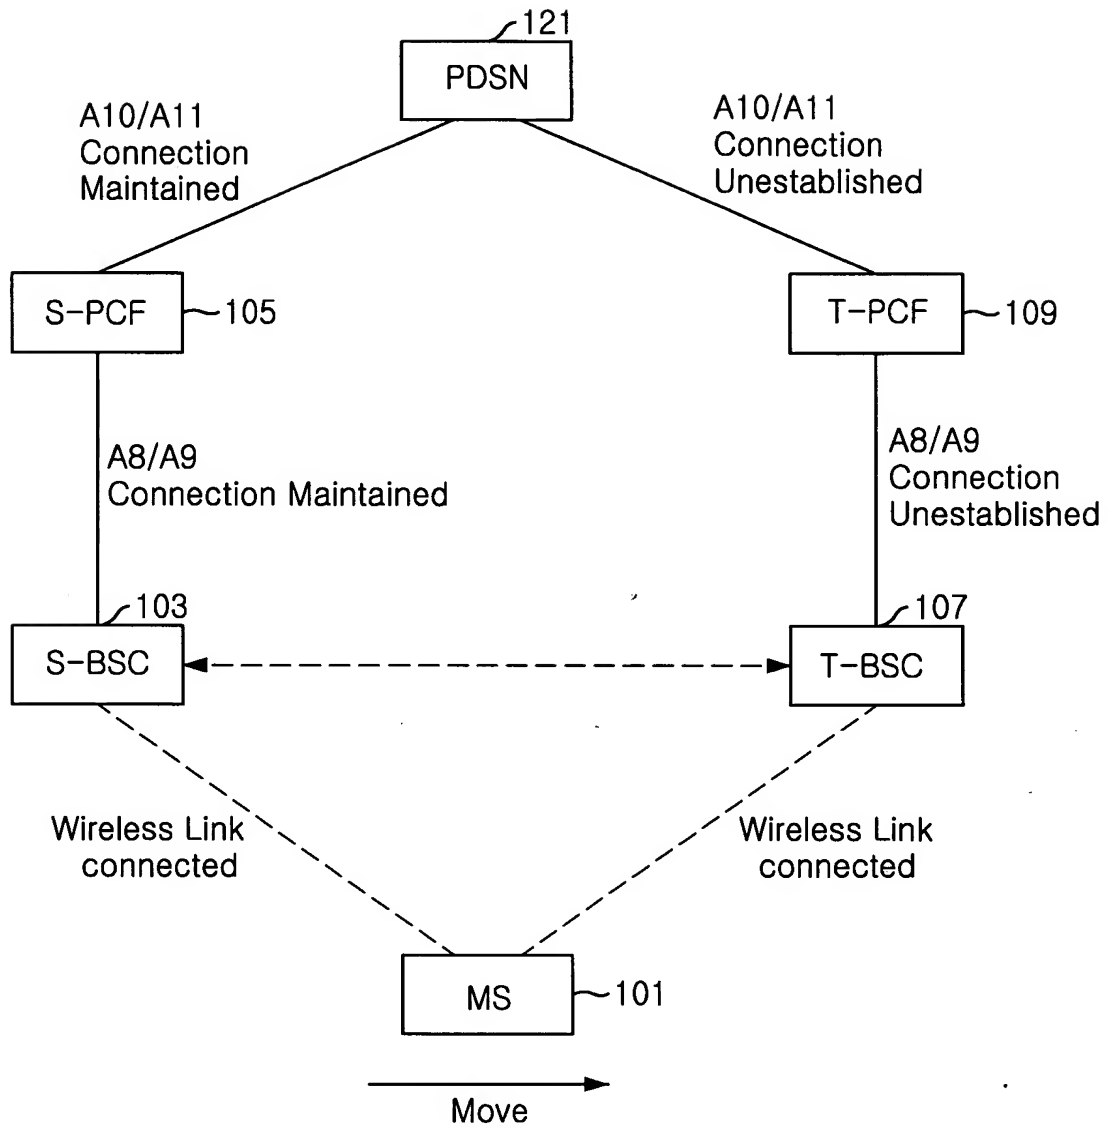 121
PDSN
A10/A11
Connection
Maintained
A10/A11
Connection
Unestablished
S-PCF
105
T-PCF
109
A8/A9
Connection Maintained
A8/A9
Connection
Unestablished
103
S-BSC
107
T-BSC
Wireless Link
connected
Wireless Link
connected
MS
101
Move